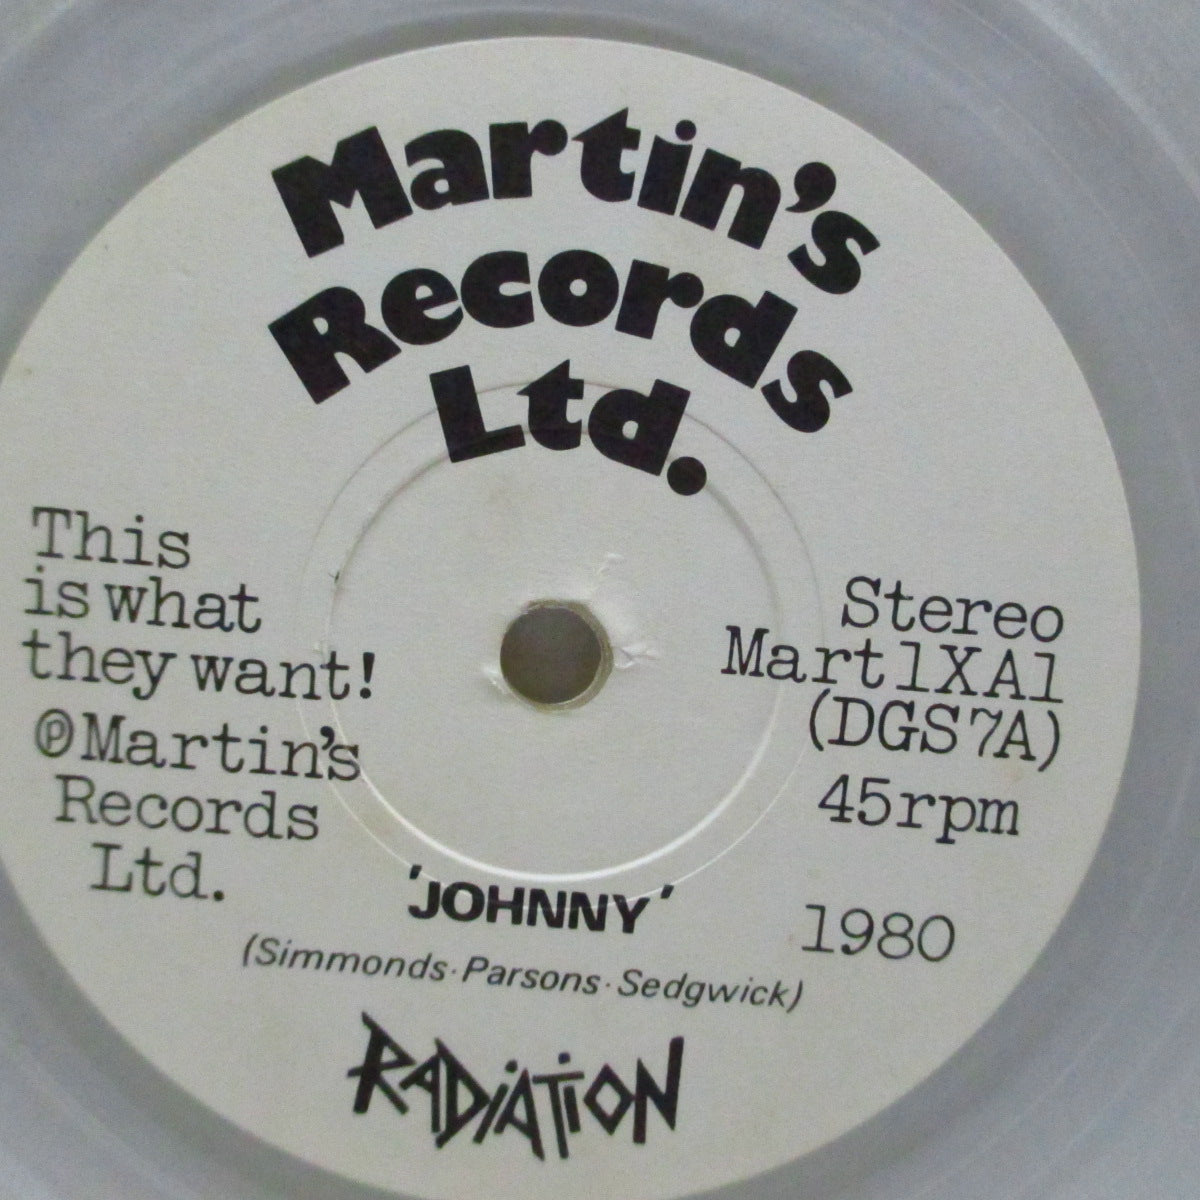 Martin's
Records
Ltd.
This
is what
they want!
℗Martin's
Records
Ltd.
Stereo
Mart1XA1
(DGS7A)
45rpm
1980
'JOHNNY'
(Simmonds·Parsons·Sedgwick)
RADiATiON